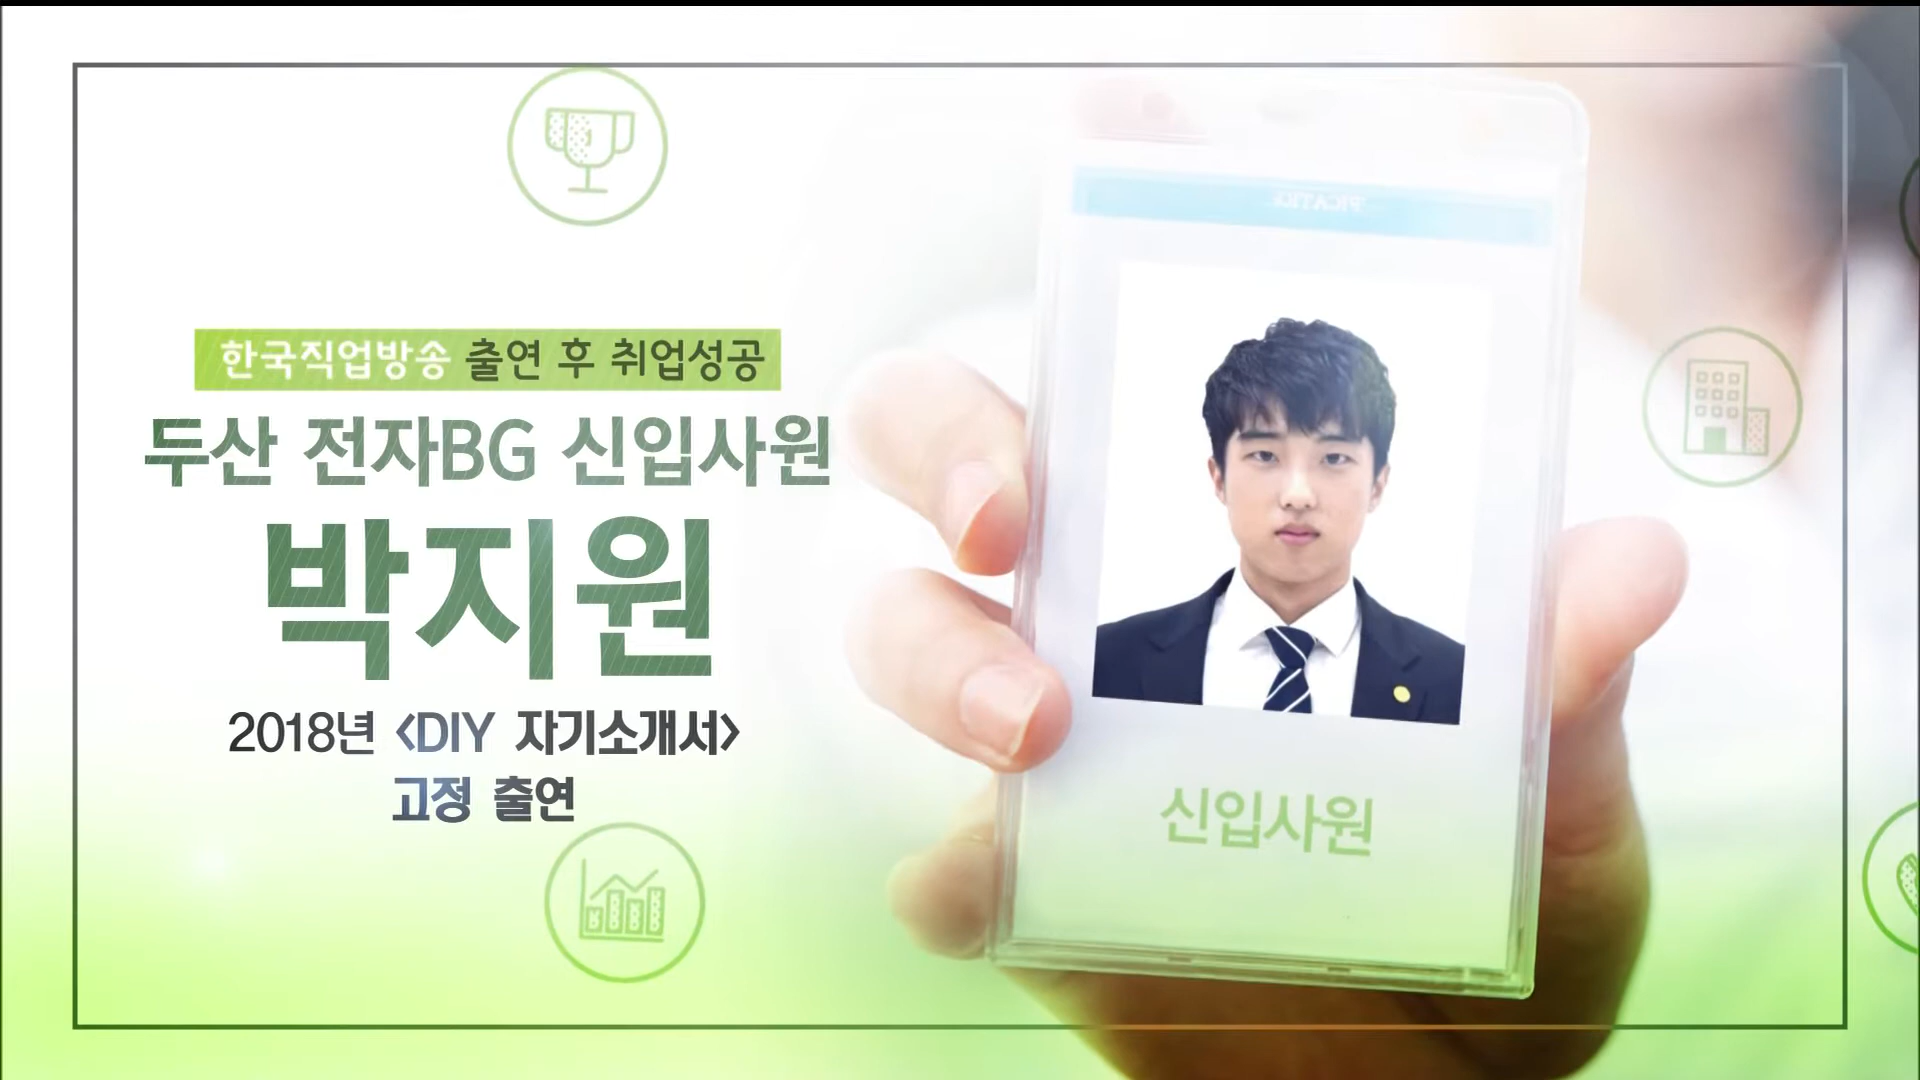 한국직업방송 출연 후 취업성공
두산 전자BG 신입사원
박지원
2018년 <DIY 자기소개서>
고정 출연
신입사원